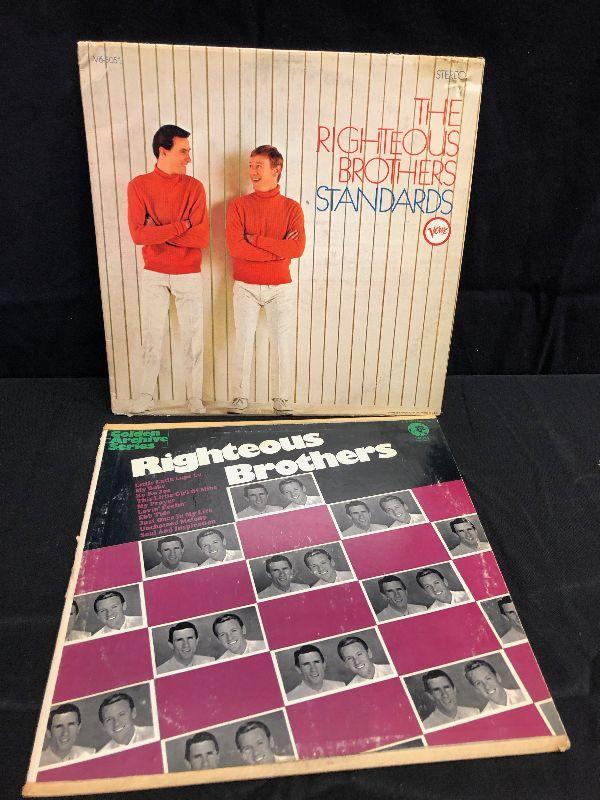 V6-505
STEREO
THE
RIGHTEOUS
BROTHERS
STANDARDS
Verve
Golden
Archive
Series
Righteous
Brothers
Little Latin Lupe Lu
My Babe
Ko Ko Joe
This Little Girl Of Mine
My Prayer
Lovin' Feelin'
Ebb Tide
Just Once In My Life
Unchained Melody
Soul And Inspiration